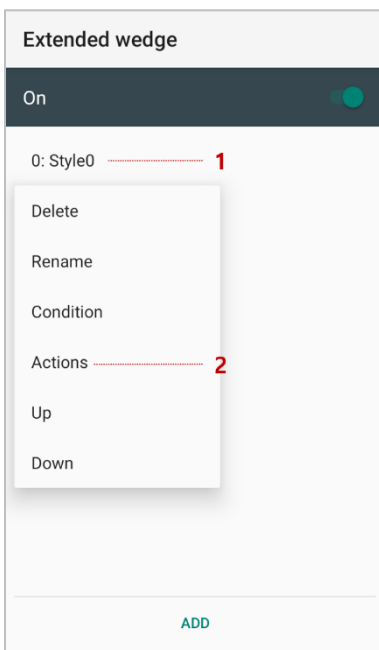 Extended wedge
On
0: Style0 1
Delete
Rename
Condition
Actions 2
Up
Down
ADD